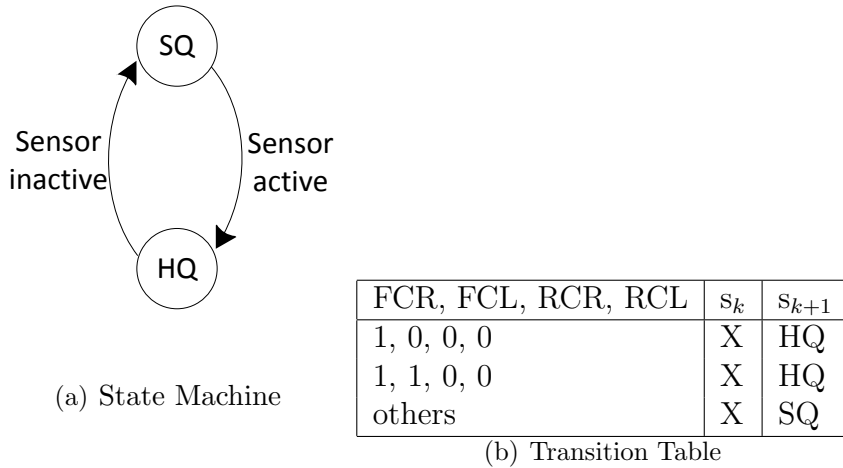 SQ
Sensor
inactive
Sensor
active
HQ
(a) State Machine
FCR, FCL, RCR, RCL s_k s_{k+1}
1, 0, 0, 0 X HQ
1, 1, 0, 0 X HQ
others X SQ
(b) Transition Table